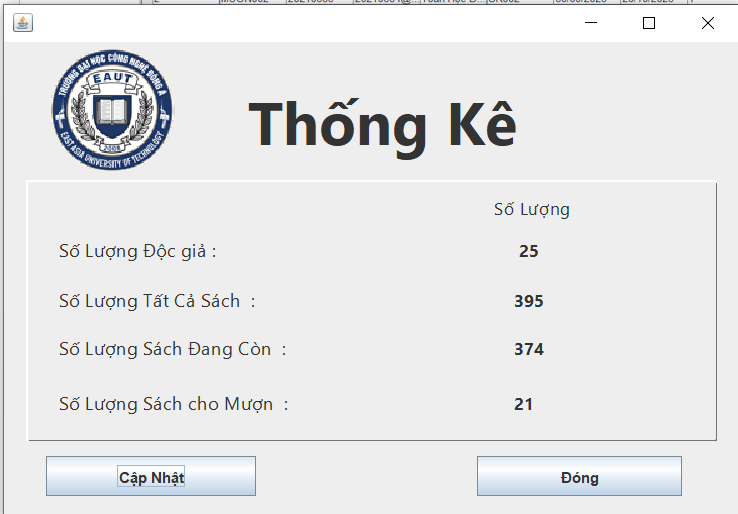 TRƯỜNG ĐẠI HỌC CÔNG NGHỆ ĐÔNG Á
EAUT
EAST ASIA UNIVERSITY OF TECHNOLOGY
2008
Thống Kê
Số Lượng
Số Lượng Độc giả : 25
Số Lượng Tất Cả Sách : 395
Số Lượng Sách Đang Còn : 374
Số Lượng Sách cho Mượn : 21
Cập Nhật Đóng